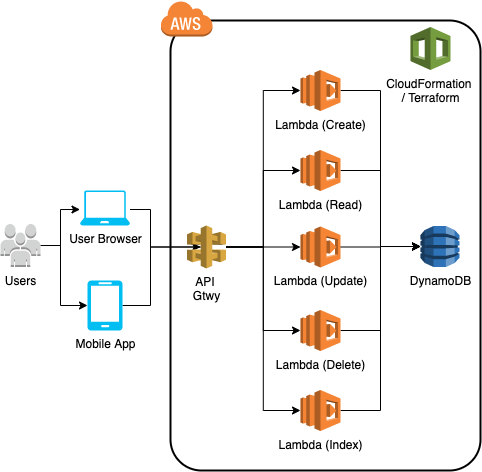 AWS
CloudFormation
/ Terraform
Lambda (Create)
Lambda (Read)
Users
User Browser
Mobile App
API
Gtwy
Lambda (Update)
DynamoDB
Lambda (Delete)
Lambda (Index)